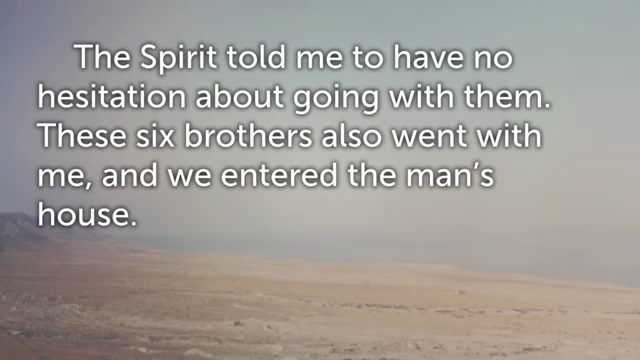 The Spirit told me to have no
hesitation about going with them.
These six brothers also went with
me, and we entered the man’s
house.